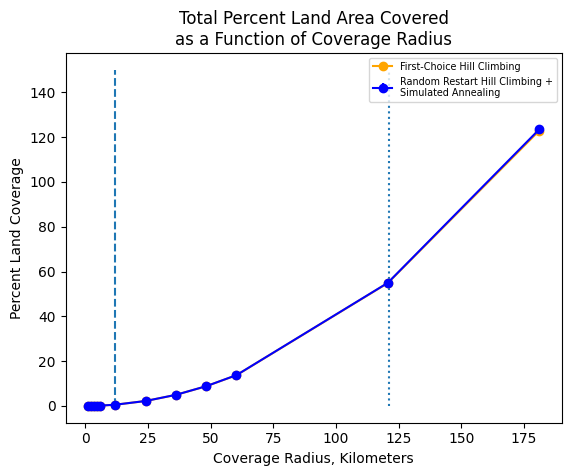 Total Percent Land Area Covered
as a Function of Coverage Radius
First-Choice Hill Climbing
Random Restart Hill Climbing +
Simulated Annealing
Percent Land Coverage
140
120
100
80
60
40
20
0
0 25 50 75 100 125 150 175
Coverage Radius, Kilometers